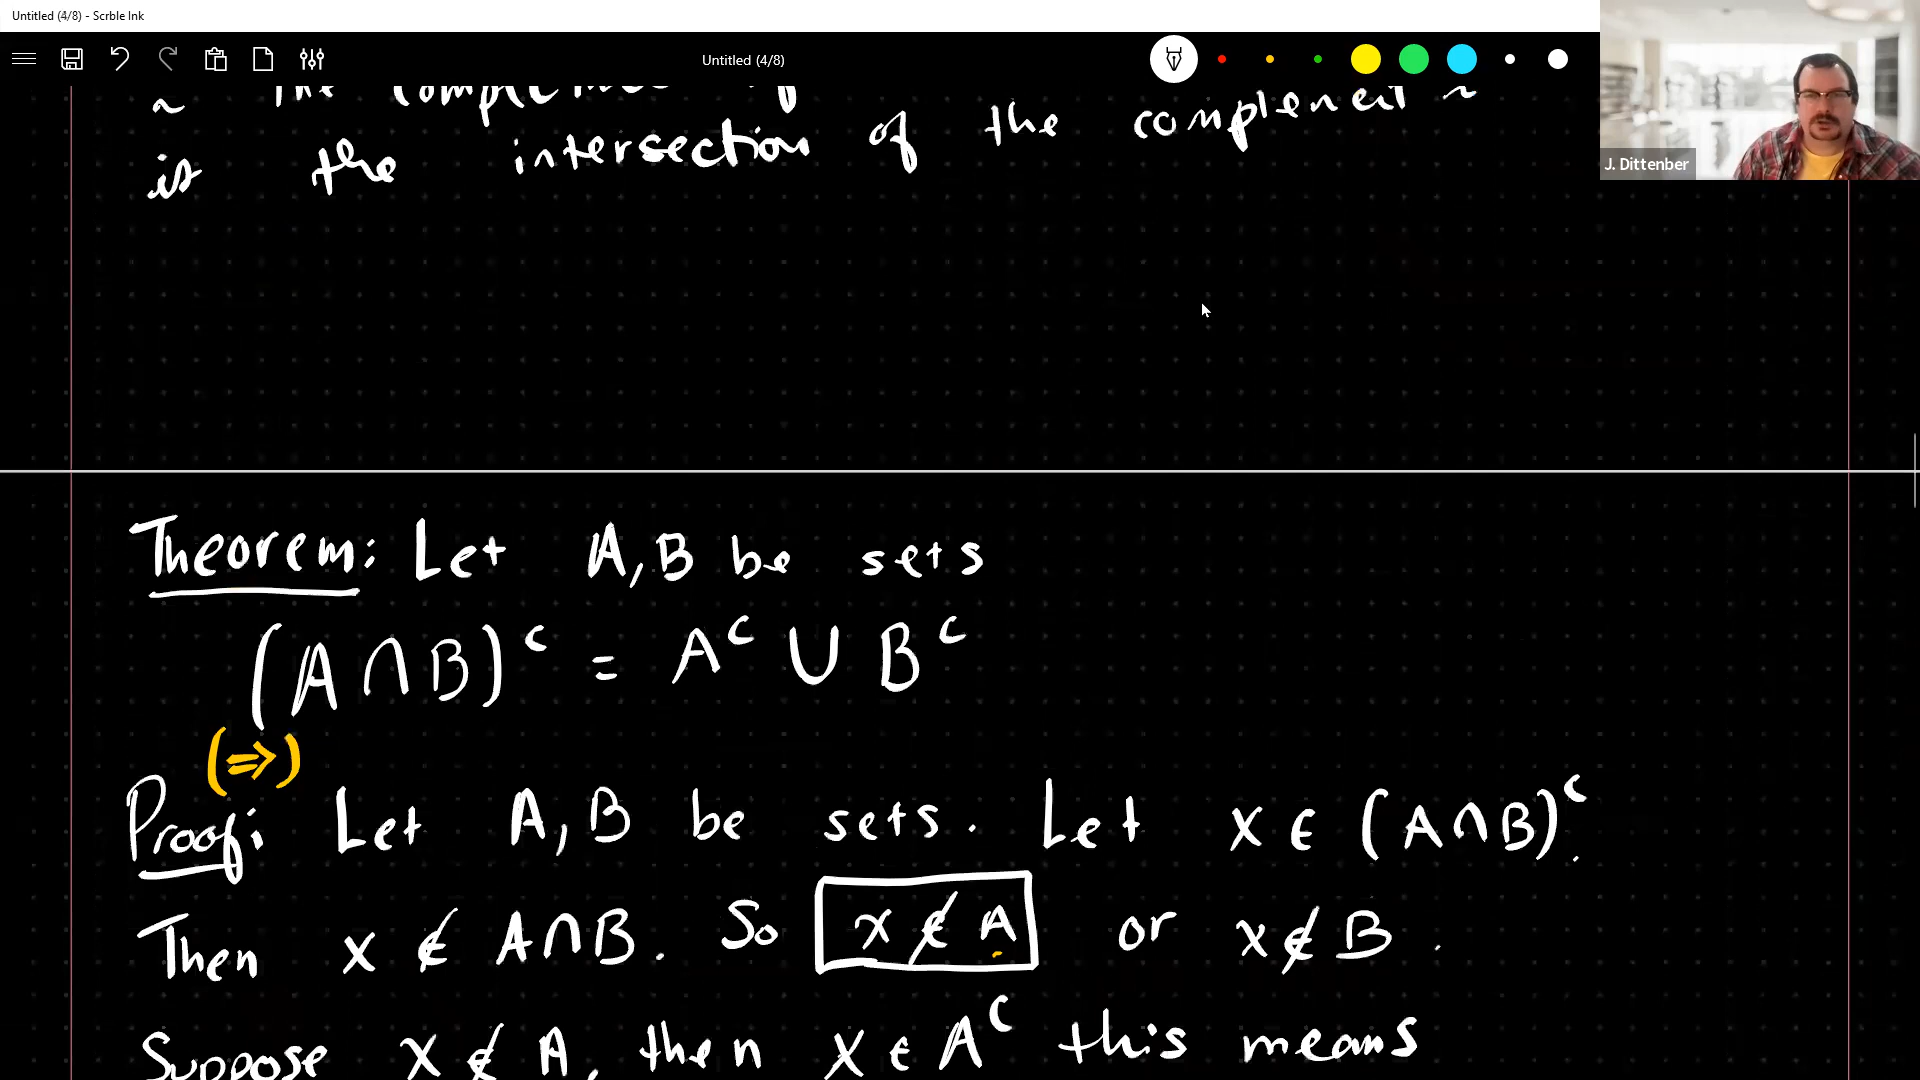 Untitled (4/8) - Scrble Ink
Untitled (4/8)
J. Dittenber
~ The complement of
of the complement ~
is the intersection
Theorem: Let A, B be sets
(A ∩ B)ᶜ = Aᶜ ∪ Bᶜ
(⇒)
Proof: Let A, B be sets. Let x ∈ (A ∩ B)ᶜ.
Then x ∉ A ∩ B. So x ∉ A or x ∉ B.
Suppose x ∉ A, then x ∈ Aᶜ this means